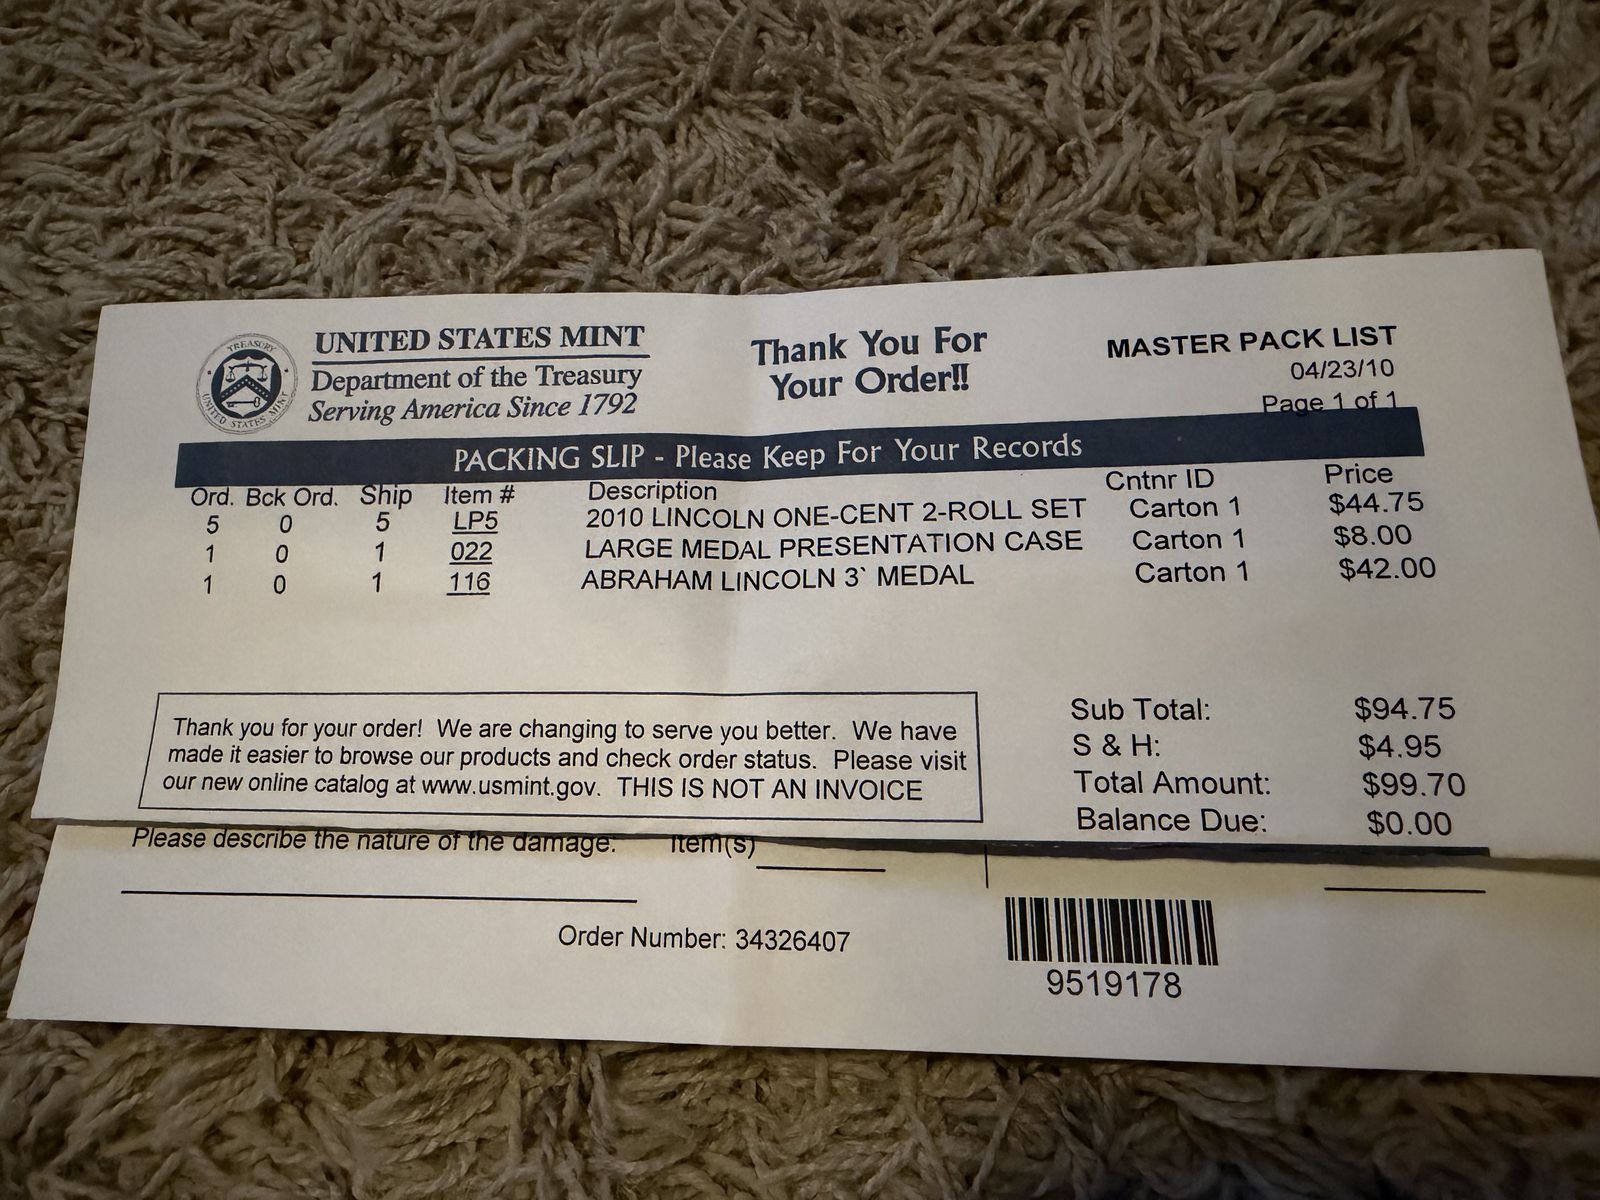 TREASURY
UNITED STATES MINT
UNITED STATES MINT
Department of the Treasury
Serving America Since 1792
Thank You For
Your Order!!
MASTER PACK LIST
04/23/10
Page 1 of 1
PACKING SLIP - Please Keep For Your Records
Ord. Bck Ord. Ship Item # Description Cntnr ID Price
5 0 5 LP5 2010 LINCOLN ONE-CENT 2-ROLL SET Carton 1 $44.75
1 0 1 022 LARGE MEDAL PRESENTATION CASE Carton 1 $8.00
1 0 1 116 ABRAHAM LINCOLN 3` MEDAL Carton 1 $42.00
Thank you for your order! We are changing to serve you better. We have
made it easier to browse our products and check order status. Please visit
our new online catalog at www.usmint.gov. THIS IS NOT AN INVOICE
Sub Total: $94.75
S & H: $4.95
Total Amount: $99.70
Balance Due: $0.00
Please describe the nature of the damage: Item(s)
Order Number: 34326407
9519178